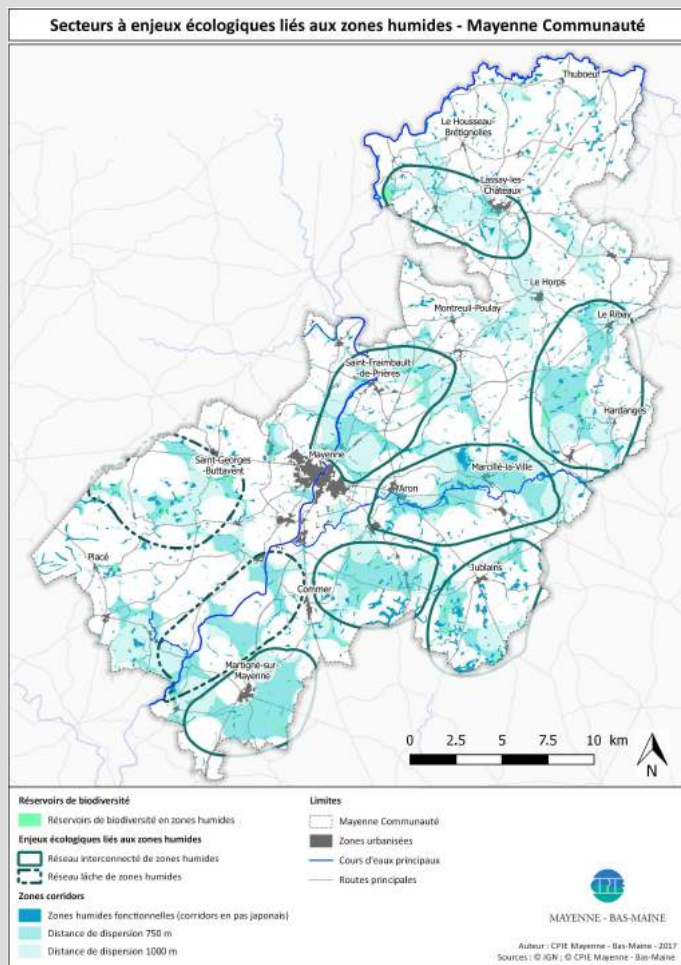 Secteurs à enjeux écologiques liés aux zones humides - Mayenne Communauté
Thuboeuf
Le Housseau-
Brétignolles
Lassay-les-
Châteaux
Le Horps
Montreuil-Poulay
Le Ribay
Saint-Fraimbault
-de-Prières
Hardanges
Mayenne
Saint-Georges-
Buttavent
Marcillé-la-Ville
Aron
Placé
Jublains
Commer
Martigné-sur-
Mayenne
0 2.5 5 7.5 10 km
N
Réservoirs de biodiversité
Réservoirs de biodiversité en zones humides
Enjeux écologiques liés aux zones humides
Réseau interconnecté de zones humides
Réseau lâche de zones humides
Zones corridors
Zones humides fonctionnelles (corridors en pas japonais)
Distance de dispersion 750 m
Distance de dispersion 1000 m
Limites
Mayenne Communauté
Zones urbanisées
Cours d'eaux principaux
Routes principales
CPIE
MAYENNE - BAS-MAINE
Auteur : CPIE Mayenne - Bas-Maine - 2017
Sources : © IGN ; © CPIE Mayenne - Bas-Maine